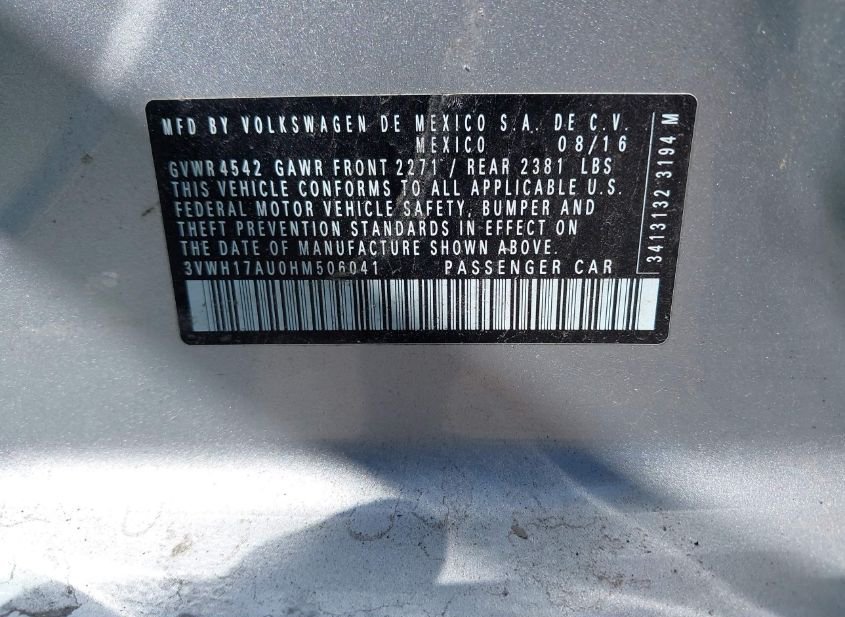 MFD BY VOLKSWAGEN DE MEXICO S.A. DE C.V.
MEXICO 08/16
GVWR 4542 GAWR FRONT 2271 / REAR 2381 LBS
THIS VEHICLE CONFORMS TO ALL APPLICABLE U.S.
FEDERAL MOTOR VEHICLE SAFETY, BUMPER AND
THEFT PREVENTION STANDARDS IN EFFECT ON
THE DATE OF MANUFACTURE SHOWN ABOVE.
3VWH17AU0HM506041 PASSENGER CAR
3413132 3194 M